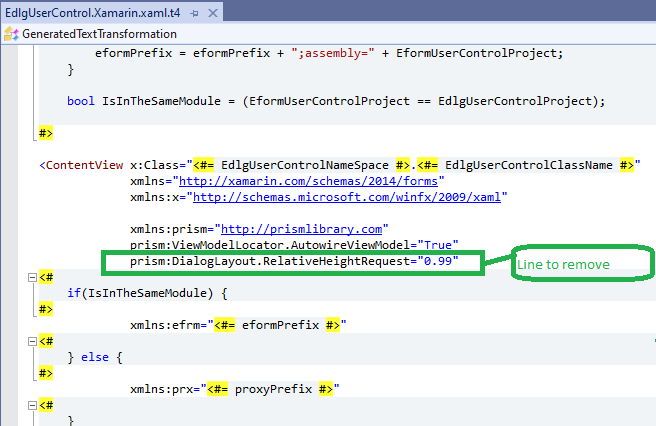 EdlgUserControl.Xamarin.xaml.t4
GeneratedTextTransformation
eformPrefix = eformPrefix + ";assembly=" + EformUserControlProject;
}
bool IsInTheSameModule = (EformUserControlProject == EdlgUserControlProject);
#>
<ContentView x:Class="<#= EdlgUserControlNameSpace #>.<#= EdlgUserControlClassName #>"
xmlns="http://xamarin.com/schemas/2014/forms"
xmlns:x="http://schemas.microsoft.com/winfx/2009/xaml"
xmlns:prism="http://prismlibrary.com"
prism:ViewModelLocator.AutowireViewModel="True"
prism:DialogLayout.RelativeHeightRequest="0.99"
Line to remove
<#
if(IsInTheSameModule) {
#>
xmlns:efrm="<#= eformPrefix #>"
<#
} else {
#>
xmlns:prx="<#= proxyPrefix #>"
<#
}